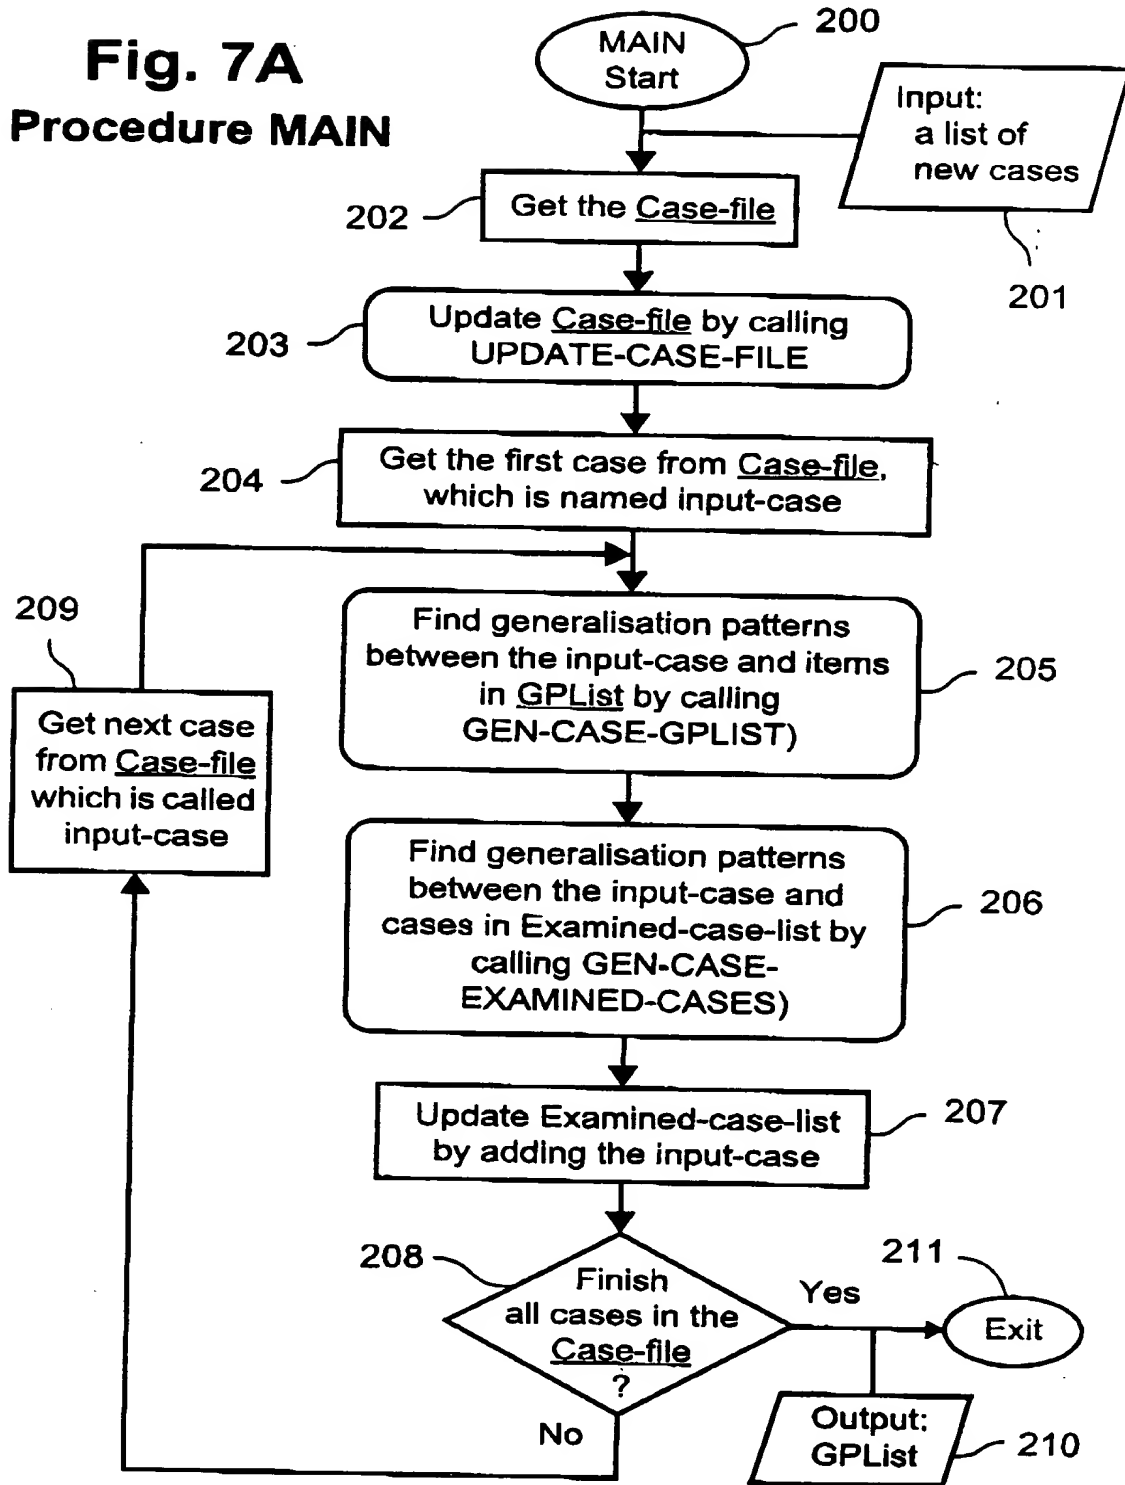 Fig. 7A
Procedure MAIN
MAIN
Start
200
Input:
a list of
new cases
201
202
Get the Case-file
203
Update Case-file by calling
UPDATE-CASE-FILE
204
Get the first case from Case-file,
which is named input-case
209
Get next case
from Case-file
which is called
input-case
Find generalisation patterns
between the input-case and items
in GPList by calling
GEN-CASE-GPLIST)
205
Find generalisation patterns
between the input-case and
cases in Examined-case-list by
calling GEN-CASE-
EXAMINED-CASES)
206
Update Examined-case-list
by adding the input-case
207
208
Finish
all cases in the
Case-file
?
Yes
No
211
Exit
Output:
GPList
210